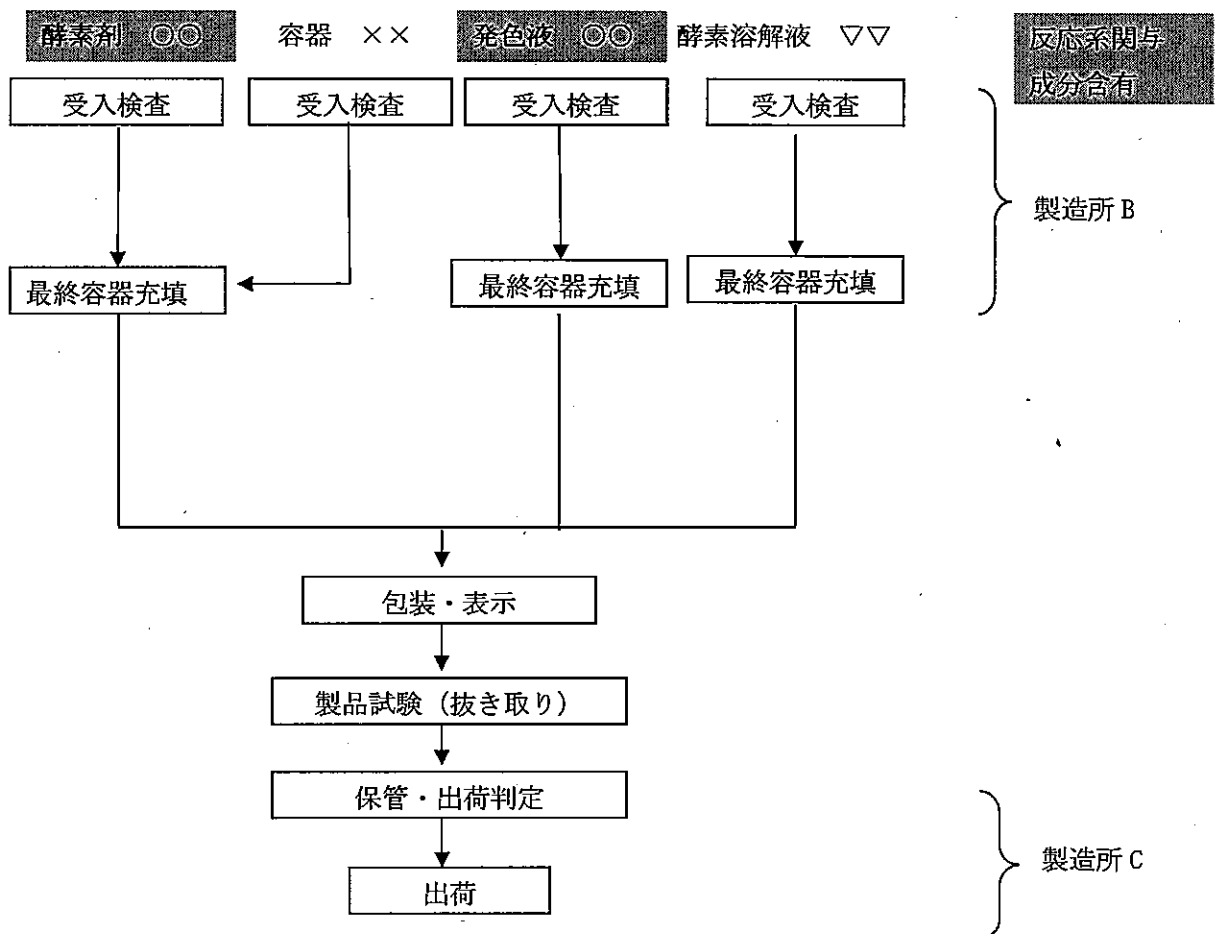 酵素剤 ○○
容器 ××
発色液 ○○
酵素溶解液 ▽▽
反応系関与
成分含有
受入検査
受入検査
受入検査
受入検査
製造所 B
最終容器充填
最終容器充填
最終容器充填
包装・表示
製品試験（抜き取り）
保管・出荷判定
製造所 C
出荷